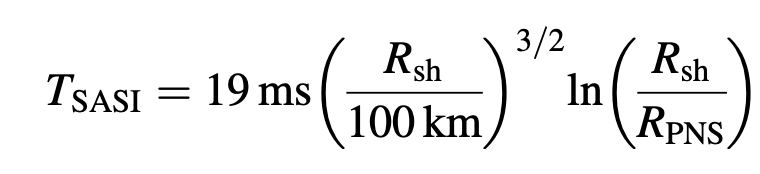 T_SASI = 19 ms (R_sh / 100 km)^3/2 ln (R_sh / R_PNS)